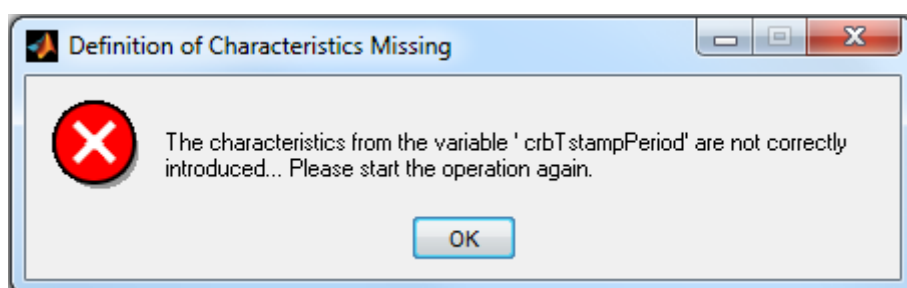 Definition of Characteristics Missing
The characteristics from the variable ' crbTstampPeriod' are not correctly
introduced... Please start the operation again.
OK